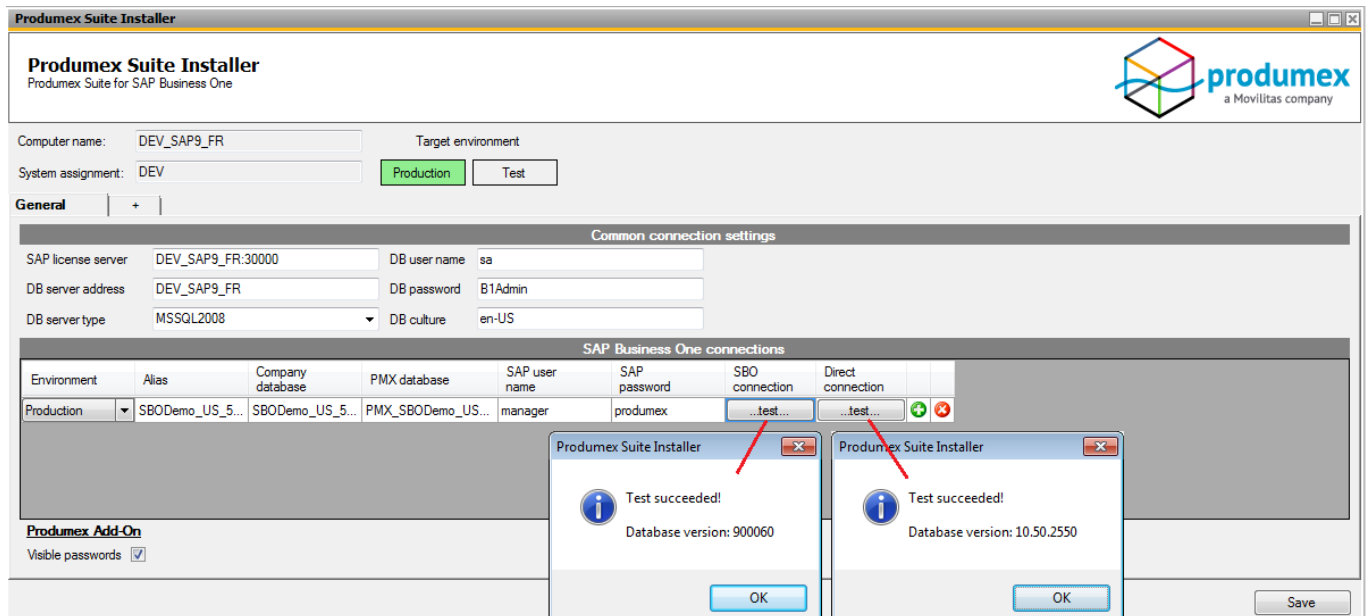 Produmex Suite Installer
Produmex Suite Installer
Produmex Suite for SAP Business One
produmex
a Movilitas company
Computer name: DEV_SAP9_FR Target environment
System assignment: DEV Production Test
General +
Common connection settings
SAP license server DEV_SAP9_FR:30000 DB user name sa
DB server address DEV_SAP9_FR DB password B1Admin
DB server type MSSQL2008 DB culture en-US
SAP Business One connections
Environment Alias Company database PMX database SAP user name SAP password SBO connection Direct connection
Production SBODemo_US_5... SBODemo_US_5... PMX_SBODemo_US... manager produmex ...test... ...test...
Produmex Suite Installer
Test succeeded!
Database version: 900060
OK
Produmex Suite Installer
Test succeeded!
Database version: 10.50.2550
OK
Produmex Add-On
Visible passwords
Save